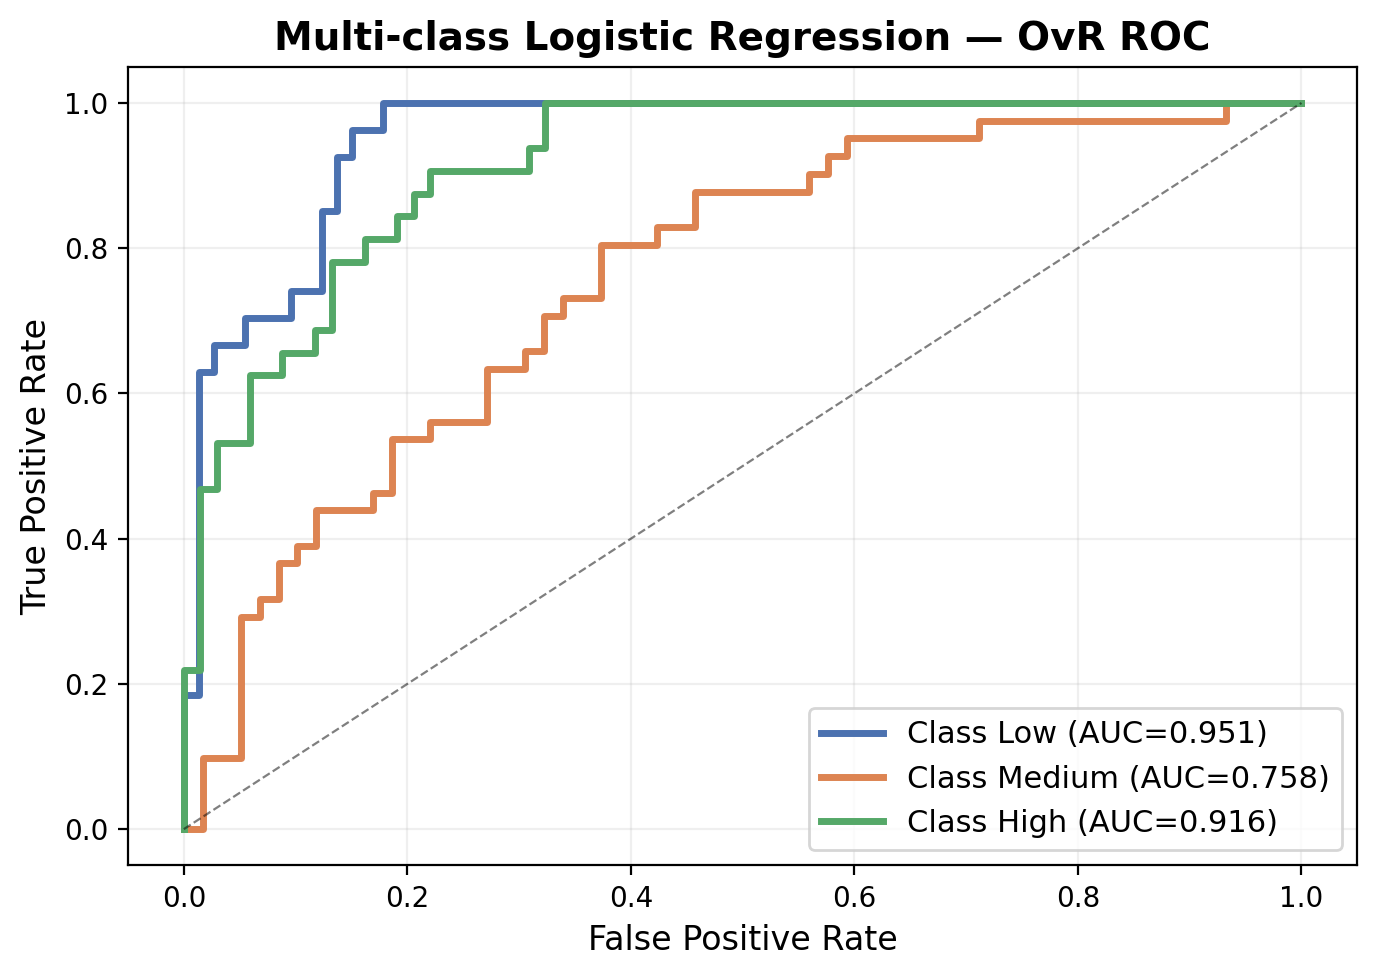 Multi-class Logistic Regression — OvR ROC
True Positive Rate
1.0
0.8
0.6
0.4
0.2
0.0
Class Low (AUC=0.951)
Class Medium (AUC=0.758)
Class High (AUC=0.916)
0.0 0.2 0.4 0.6 0.8 1.0
False Positive Rate